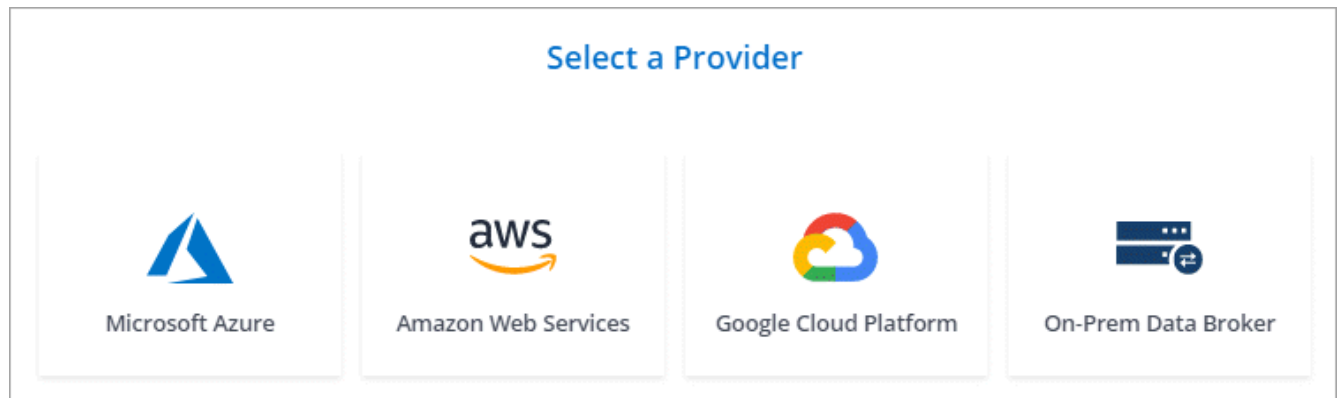 Select a Provider
aws
Microsoft Azure
Amazon Web Services
Google Cloud Platform
On-Prem Data Broker